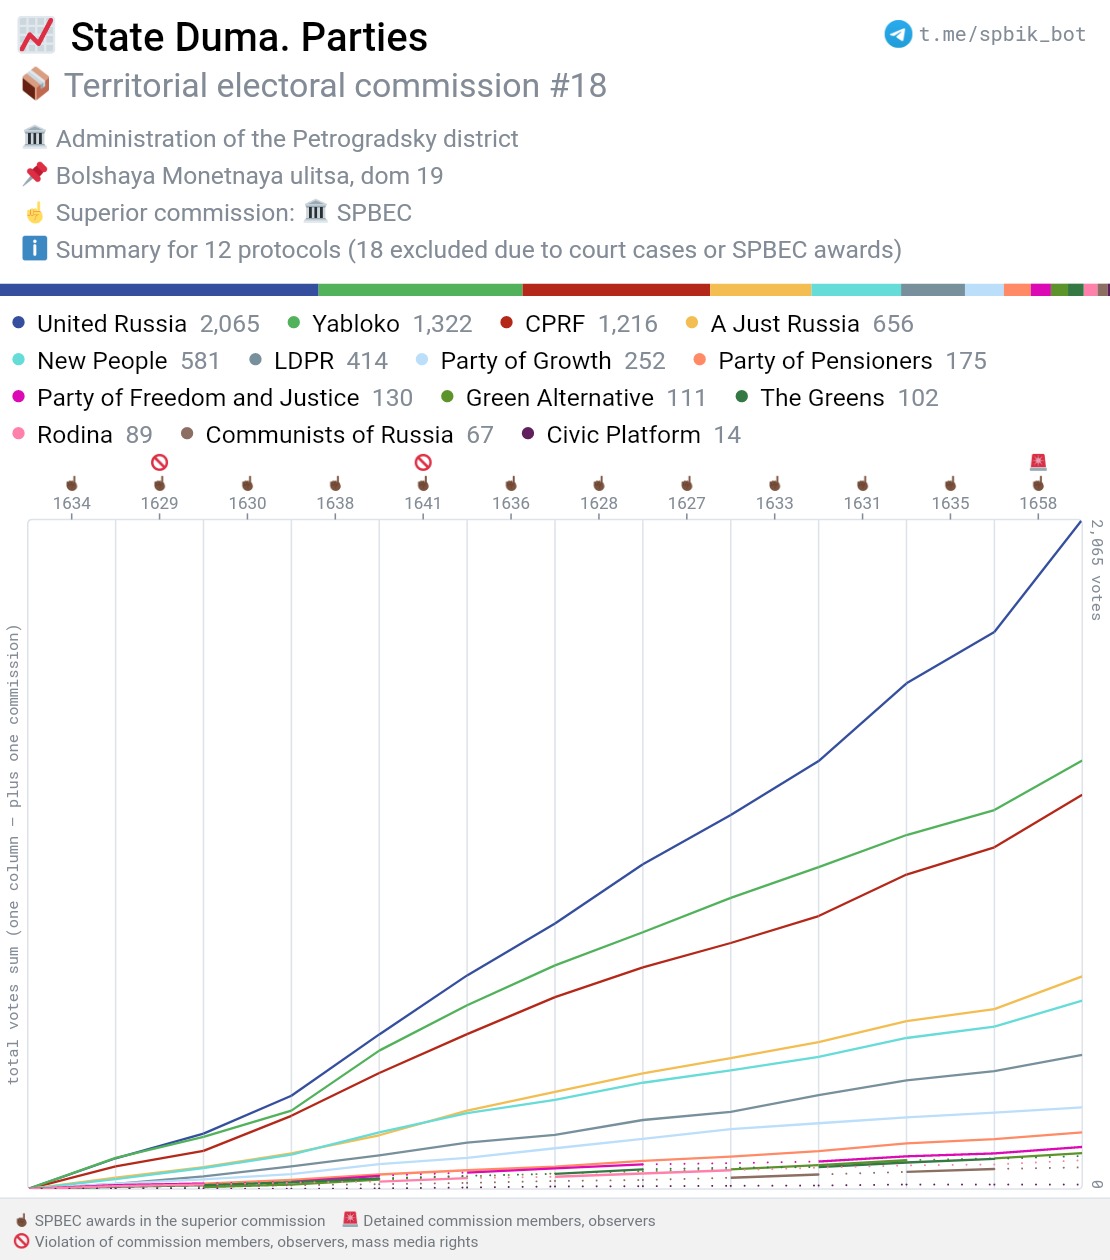 State Duma. Parties
t.me/spbik_bot
Territorial electoral commission #18
Administration of the Petrogradsky district
Bolshaya Monetnaya ulitsa, dom 19
Superior commission: SPBEC
Summary for 12 protocols (18 excluded due to court cases or SPBEC awards)
United Russia 2,065 Yabloko 1,322 CPRF 1,216 A Just Russia 656
New People 581 LDPR 414 Party of Growth 252 Party of Pensioners 175
Party of Freedom and Justice 130 Green Alternative 111 The Greens 102
Rodina 89 Communists of Russia 67 Civic Platform 14
1634 1629 1630 1638 1641 1636 1628 1627 1633 1631 1635 1658
2,065 votes
total votes sum (one column – plus one commission)
0
SPBEC awards in the superior commission Detained commission members, observers
Violation of commission members, observers, mass media rights